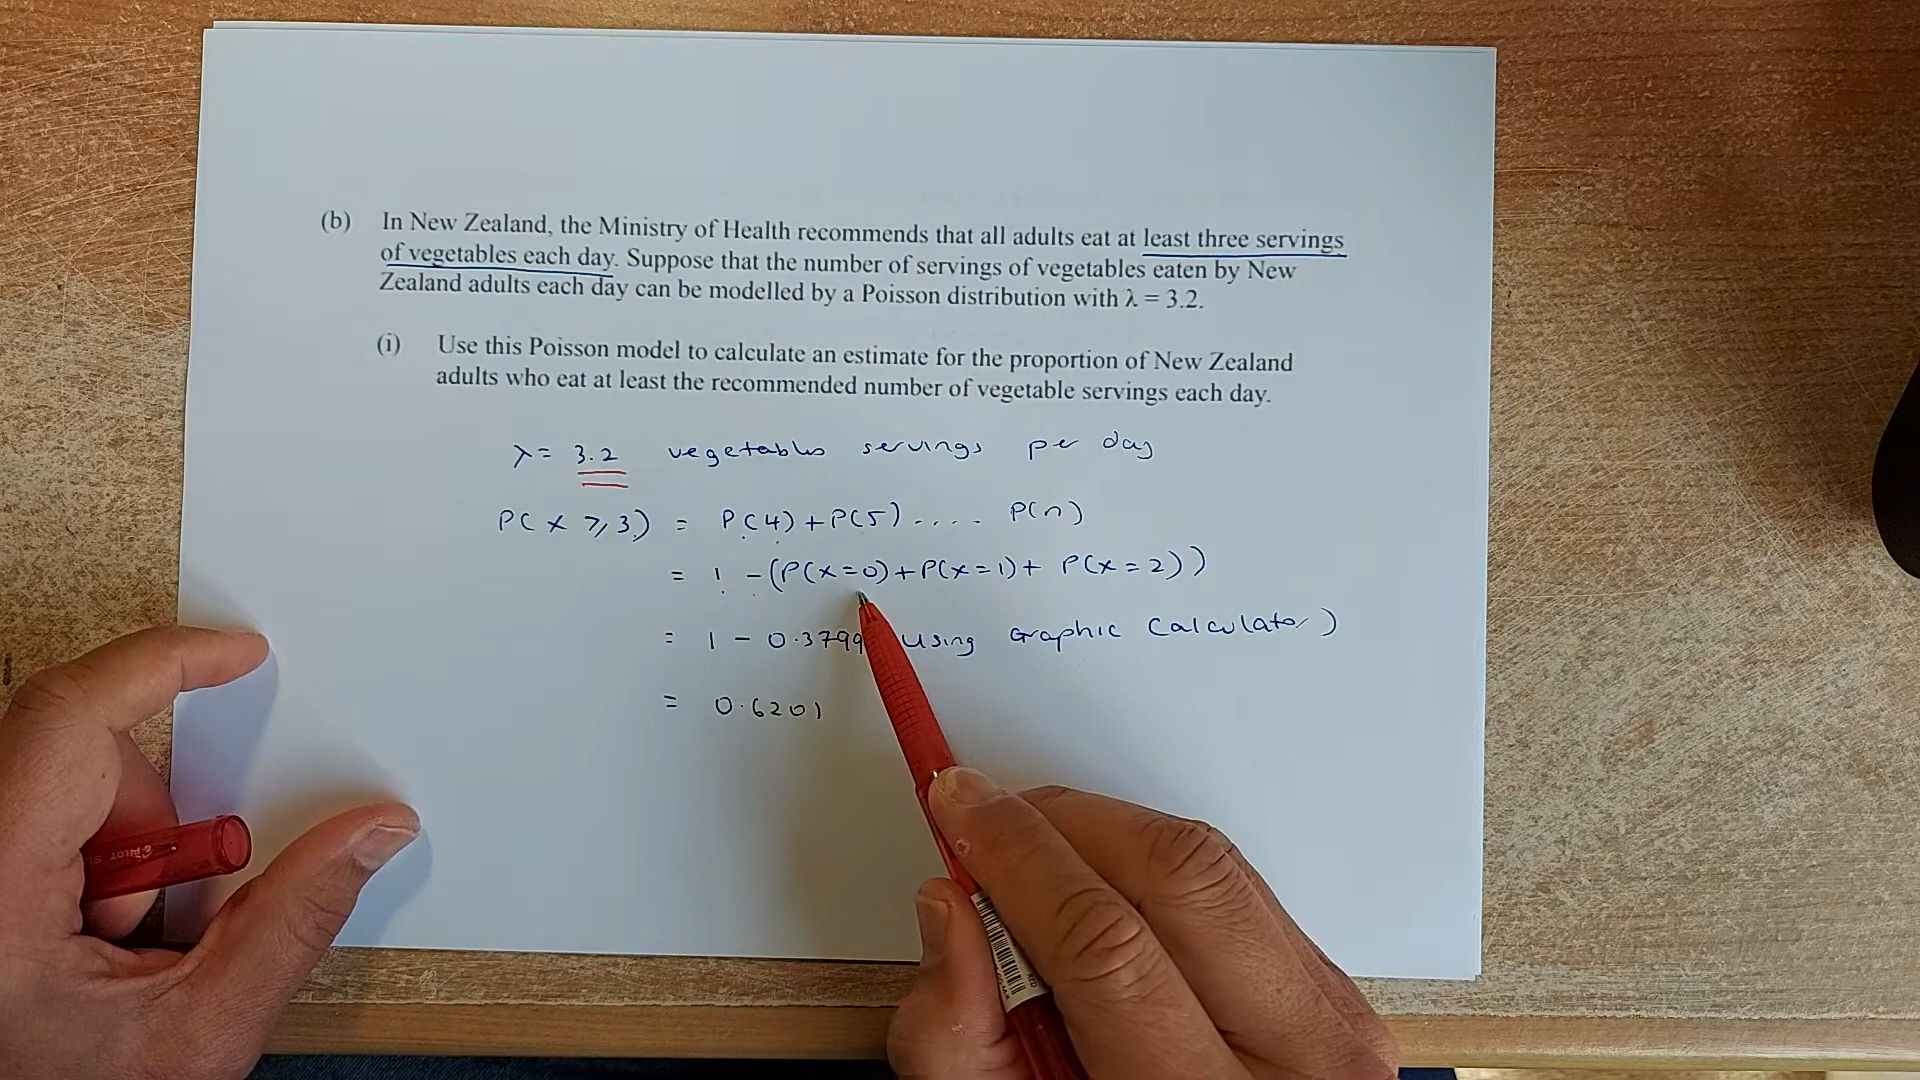 (b) In New Zealand, the Ministry of Health recommends that all adults eat at least three servings
of vegetables each day. Suppose that the number of servings of vegetables eaten by New
Zealand adults each day can be modelled by a Poisson distribution with λ = 3.2.
(i) Use this Poisson model to calculate an estimate for the proportion of New Zealand
adults who eat at least the recommended number of vegetable servings each day.
λ = 3.2 vegetables servings per day
P(x ⩾ 3) = P(4) + P(5) .... P(n)
= 1 - (P(x = 0) + P(x = 1) + P(x = 2))
= 1 - 0.3799 using Graphic Calculator)
= 0.6201
PILOT